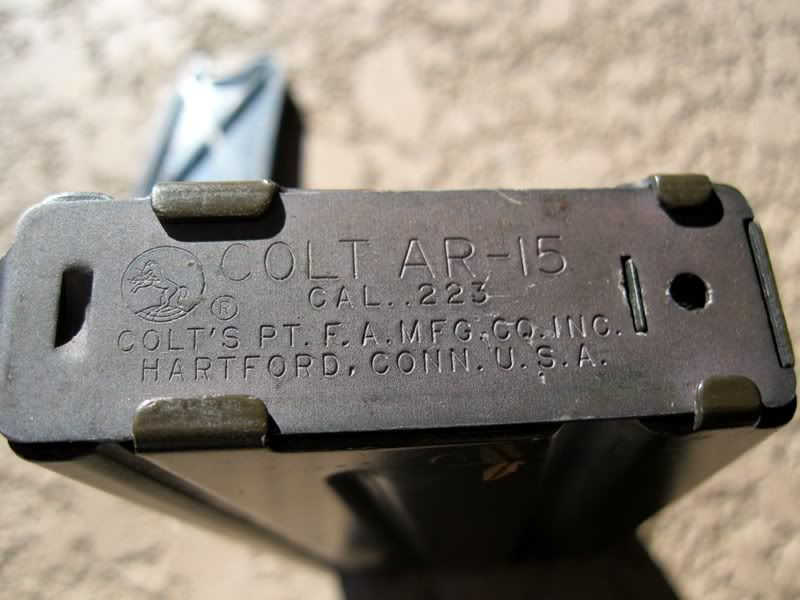 COLT AR-15
CAL. .223
®
COLT'S PT. F. A. MFG. CO. INC.
HARTFORD, CONN. U. S. A.